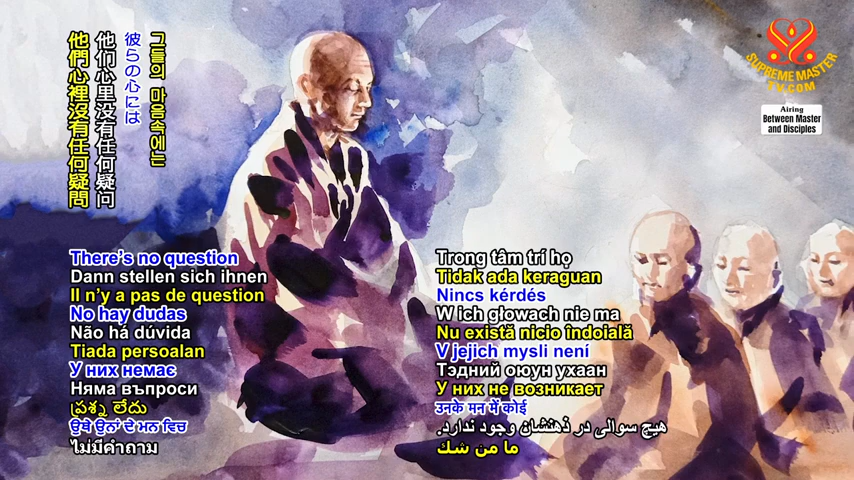 그들의 마음속에는
彼らの心には
他们心里没有任何疑问
他們心裡沒有任何疑問
SUPREME MASTER
TV.COM
Airing
Between Master
and Disciples
There's no question
Dann stellen sich ihnen
Il n'y a pas de question
No hay dudas
Não há dúvida
Tiada persoalan
У них немає
Няма въпроси
ప్రశ్న లేదు
ਉਥੇ ਉਨਾਂ ਦੇ ਮਨ ਵਿਚ
ไม่มีคำถาม
Trong tâm trí họ
Tidak ada keraguan
Nincs kérdés
W ich głowach nie ma
Nu există nicio îndoială
V jejich mysli není
Тэдний оюун ухаан
У них не возникает
उनके मन में कोई
هیچ سوالی در ذهنشان وجود ندارد.
ما من شك